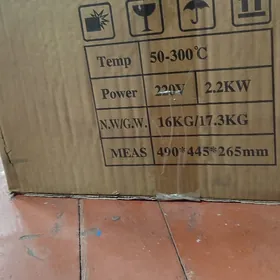 Temp 50-300℃
Power 220V 2.2KW
N.W/G.W. 16KG/17.3KG
MEAS 490*445*265mm